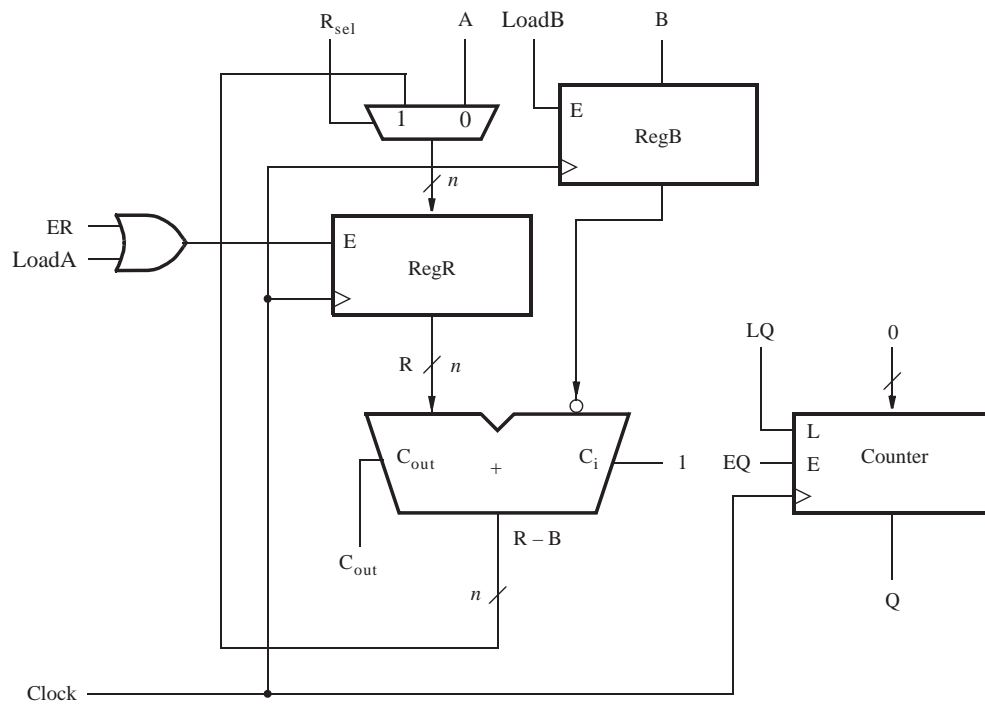 R_sel A LoadB B
1 0
E
RegB
n
ER
LoadA
E
RegR
R n
LQ 0
L
C_out + C_i 1 EQ E Counter
R – B
C_out
n
Q
Clock